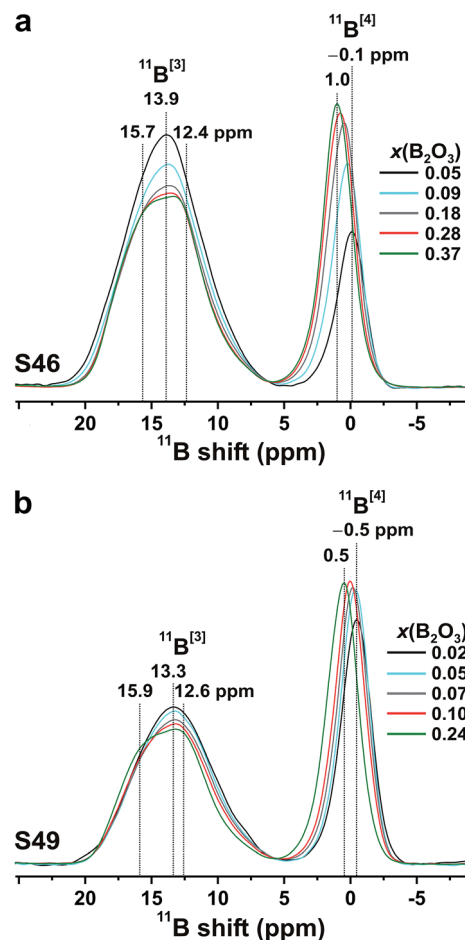 a
¹¹B[4]
−0.1 ppm
1.0
¹¹B[3]
13.9
15.7 12.4 ppm
x(B₂O₃)
0.05
0.09
0.18
0.28
0.37
S46
20 15 10 5 0 -5
¹¹B shift (ppm)
b
¹¹B[4]
−0.5 ppm
0.5
¹¹B[3]
13.3
15.9 12.6 ppm
x(B₂O₃)
0.02
0.05
0.07
0.10
0.24
S49
20 15 10 5 0 -5
¹¹B shift (ppm)